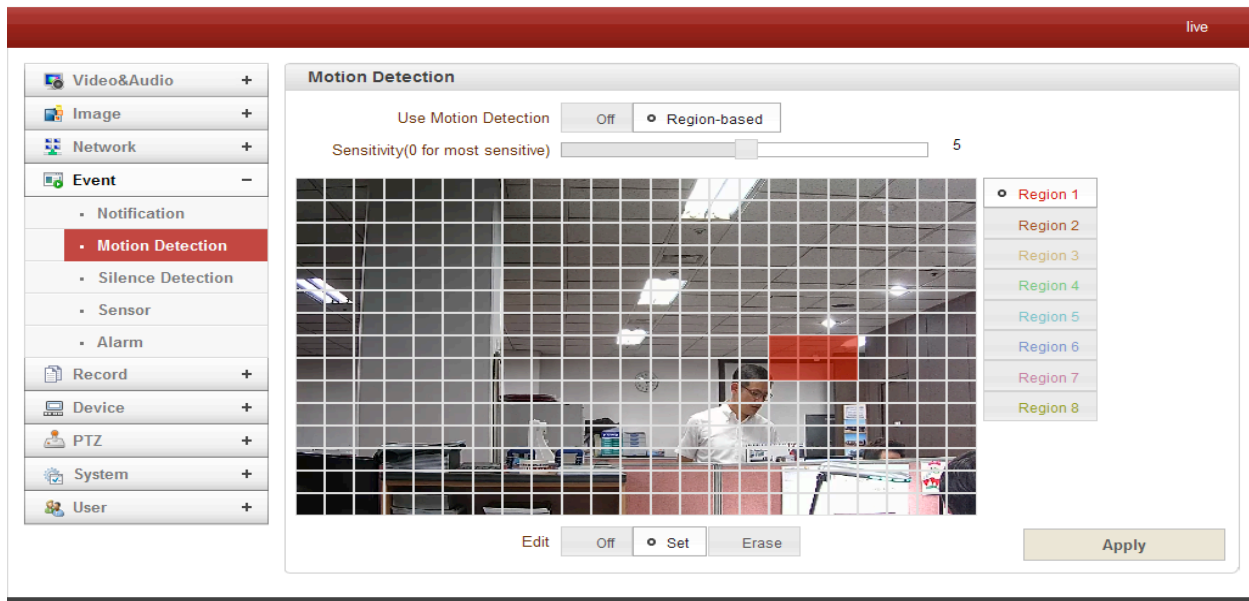 live
Video&Audio +
Image +
Network +
Event −
Notification
Motion Detection
Silence Detection
Sensor
Alarm
Record +
Device +
PTZ +
System +
User +
Motion Detection
Use Motion Detection Off Region-based
Sensitivity(0 for most sensitive) 5
Region 1
Region 2
Region 3
Region 4
Region 5
Region 6
Region 7
Region 8
Edit Off Set Erase
Apply